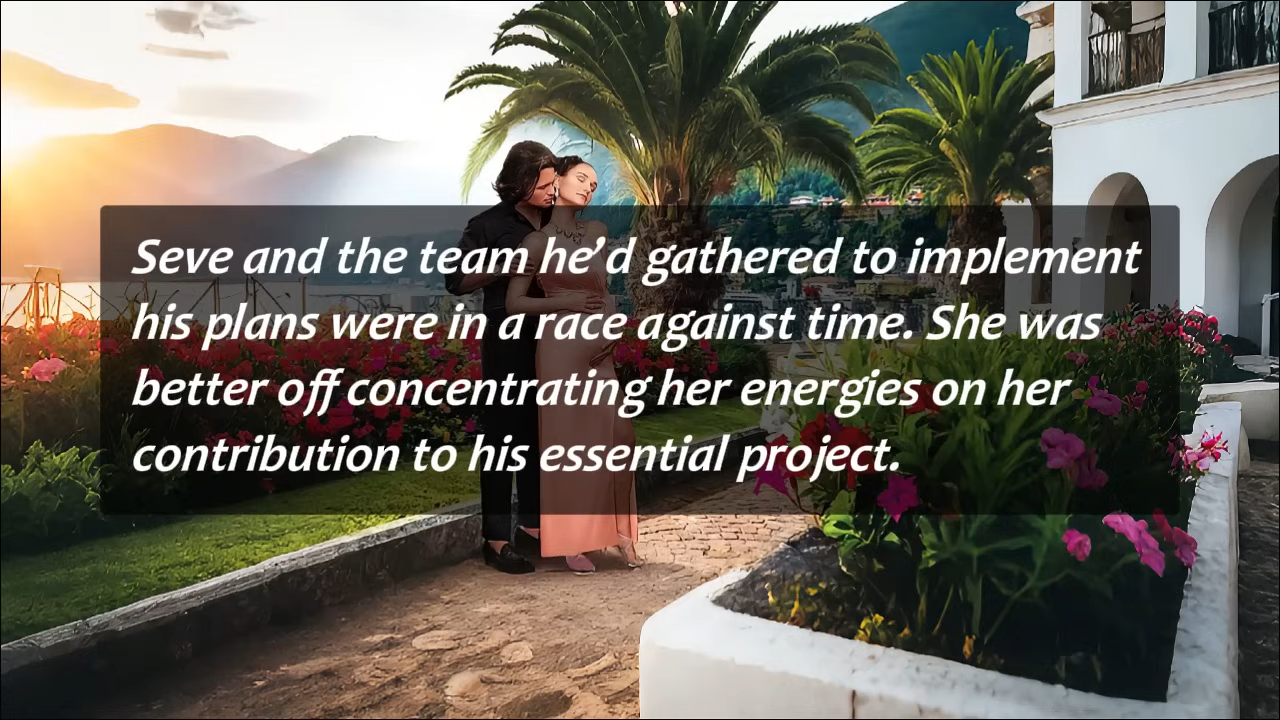 Seve and the team he’d gathered to implement
his plans were in a race against time. She was
better off concentrating her energies on her
contribution to his essential project.